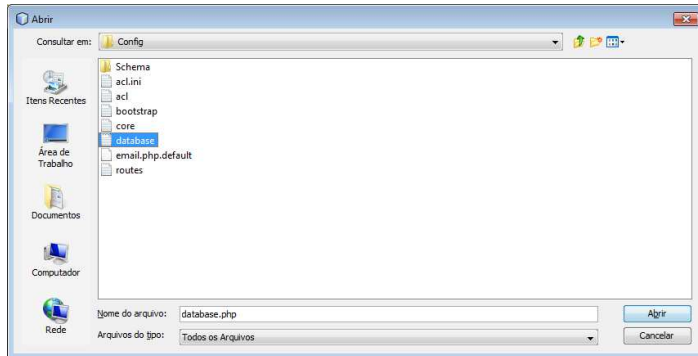 Abrir
Consultar em: Config
Schema
acl.ini
acl
bootstrap
core
database
email.php.default
routes
Itens Recentes
Área de
Trabalho
Documentos
Computador
Rede
Nome do arquivo: database.php Abrir
Arquivos do tipo: Todos os Arquivos Cancelar